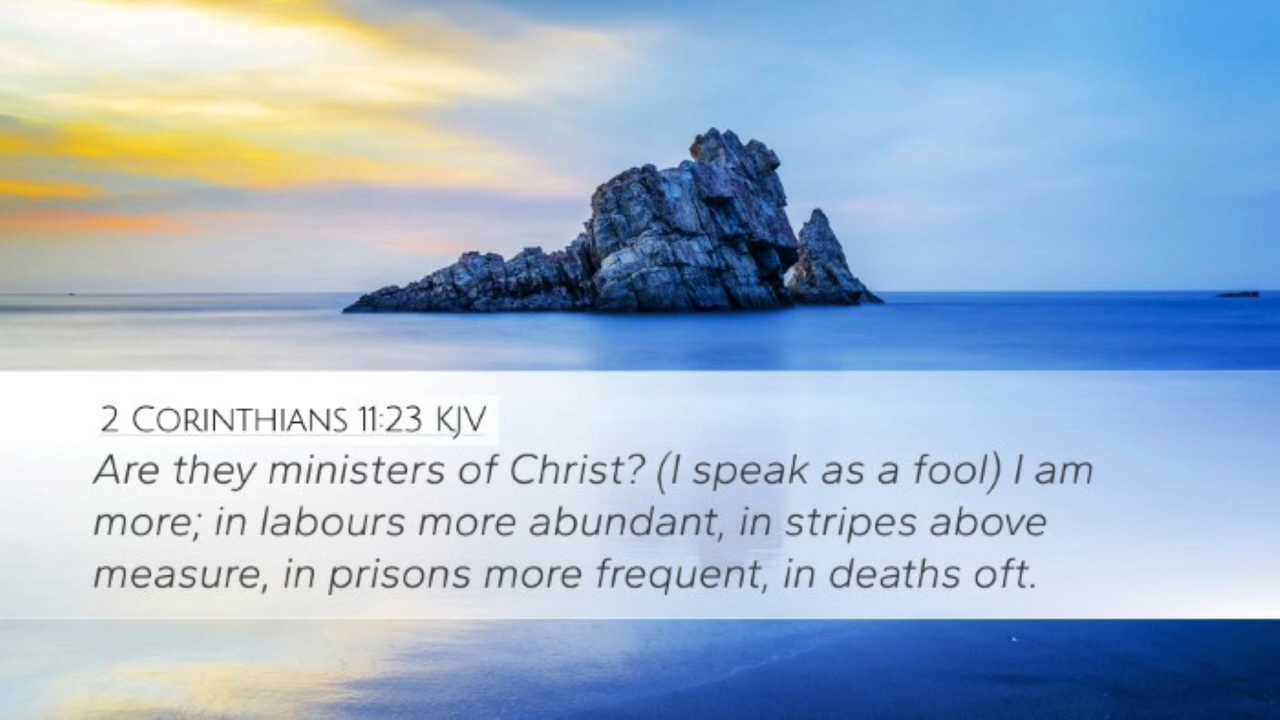 2 Corinthians 11:23 KJV
Are they ministers of Christ? (I speak as a fool) I am
more; in labours more abundant, in stripes above
measure, in prisons more frequent, in deaths oft.